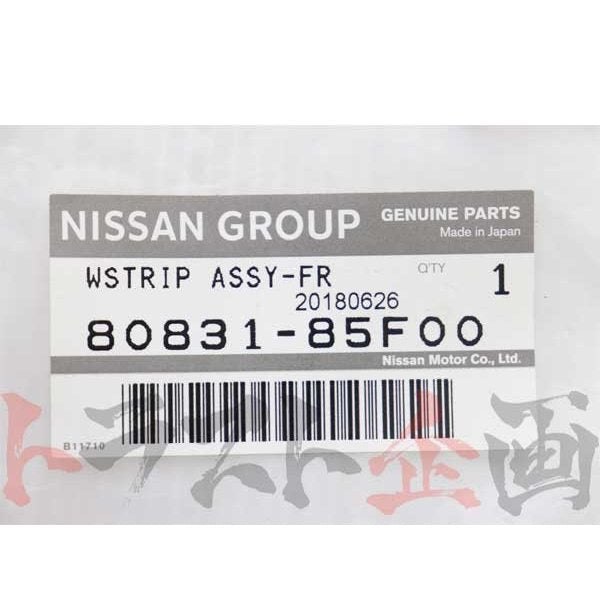 NISSAN GROUP
GENUINE PARTS
Made in Japan
WSTRIP ASSY-FR
Q'TY
1
20180626
80831-85F00
Nissan Motor Co., Ltd.
B11710
トラスト企画